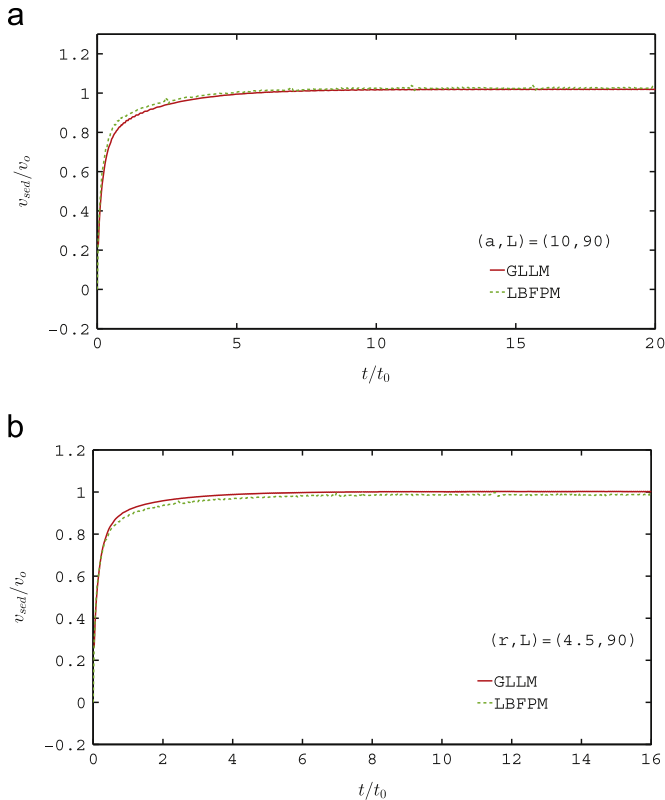 a
1.2
1
0.8
0.6
0.4
0.2
0
-0.2
v_sed/v_o
(a,L)=(10,90)
GLLM
LBFPM
0 5 10 15 20
t/t_0
b
1.2
1
0.8
0.6
0.4
0.2
0
-0.2
v_sed/v_o
(r,L)=(4.5,90)
GLLM
LBFPM
0 2 4 6 8 10 12 14 16
t/t_0